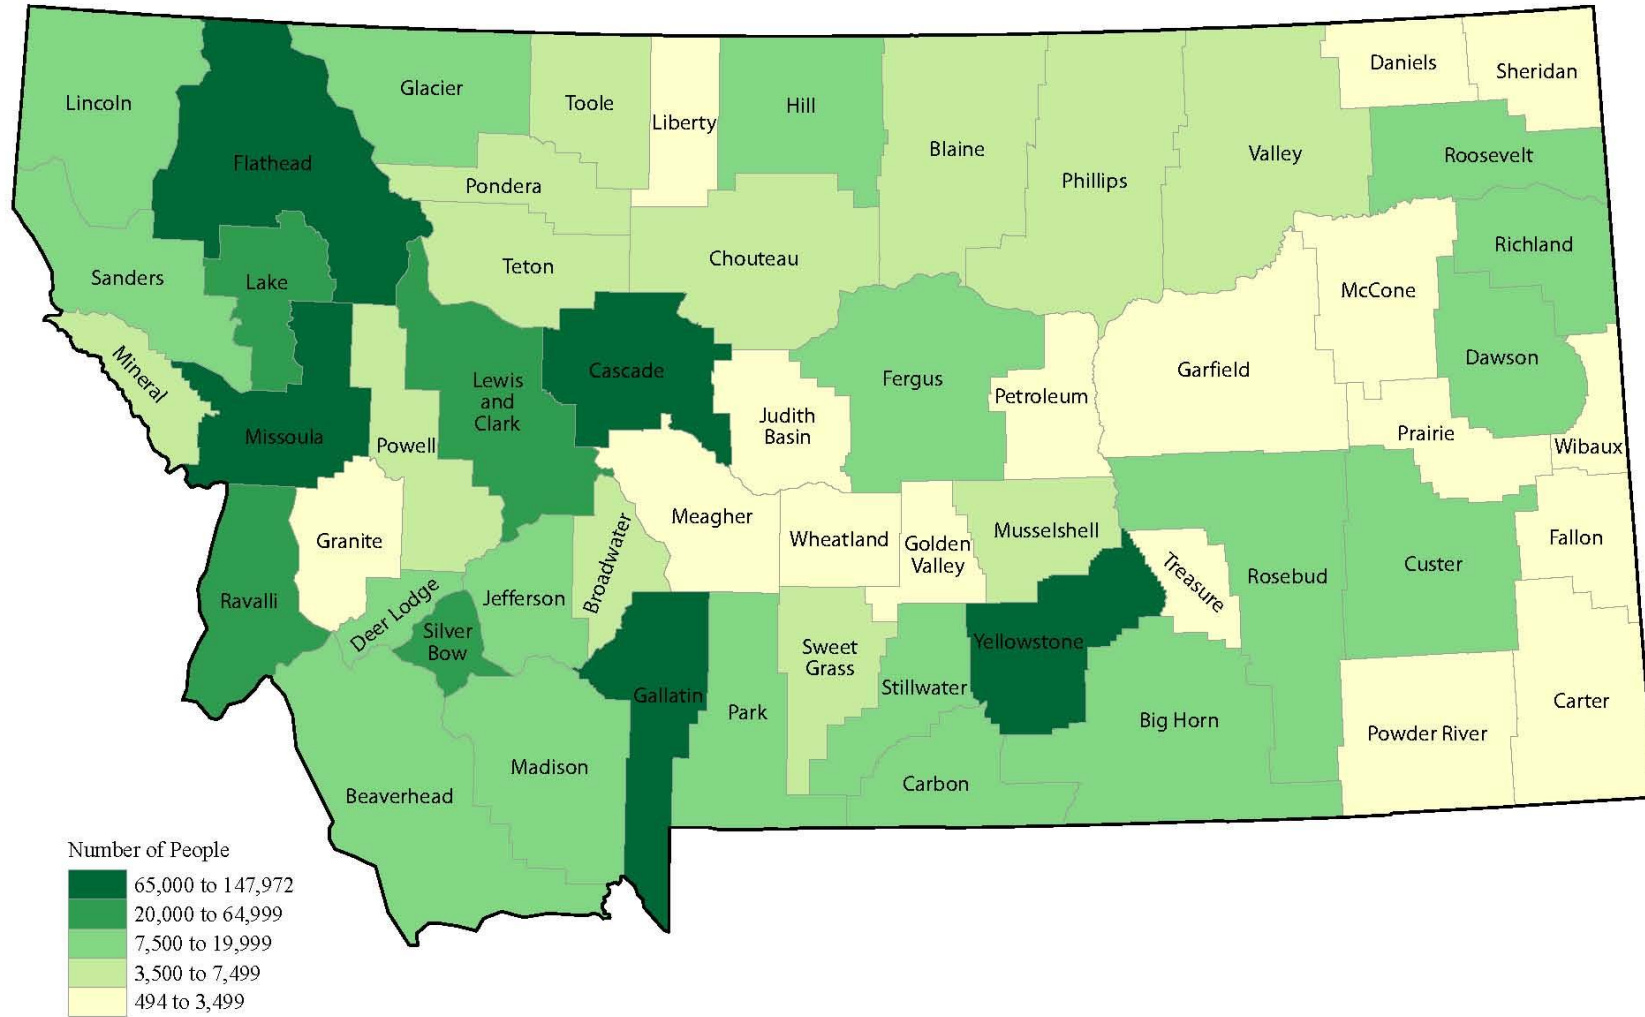 Lincoln
Flathead
Glacier
Toole
Liberty
Hill
Blaine
Phillips
Valley
Daniels
Sheridan
Roosevelt
Pondera
Teton
Chouteau
Richland
McCone
Sanders
Lake
Mineral
Missoula
Powell
Lewis
and
Clark
Cascade
Judith
Basin
Fergus
Petroleum
Garfield
Dawson
Prairie
Wibaux
Granite
Ravalli
Deer Lodge
Silver
Bow
Jefferson
Broadwater
Meagher
Wheatland
Golden
Valley
Musselshell
Treasure
Rosebud
Custer
Fallon
Beaverhead
Madison
Gallatin
Park
Sweet
Grass
Stillwater
Yellowstone
Carbon
Big Horn
Powder River
Carter
Number of People
65,000 to 147,972
20,000 to 64,999
7,500 to 19,999
3,500 to 7,499
494 to 3,499